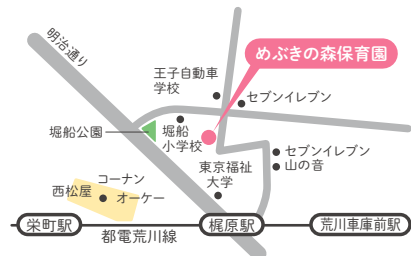 明治通り
めぶきの森保育園
王子自動車
学校
セブンイレブン
堀船公園
堀船
小学校
セブンイレブン
山の音
東京福祉
大学
コーナン
西松屋
オーケー
栄町駅
都電荒川線
梶原駅
荒川車庫前駅